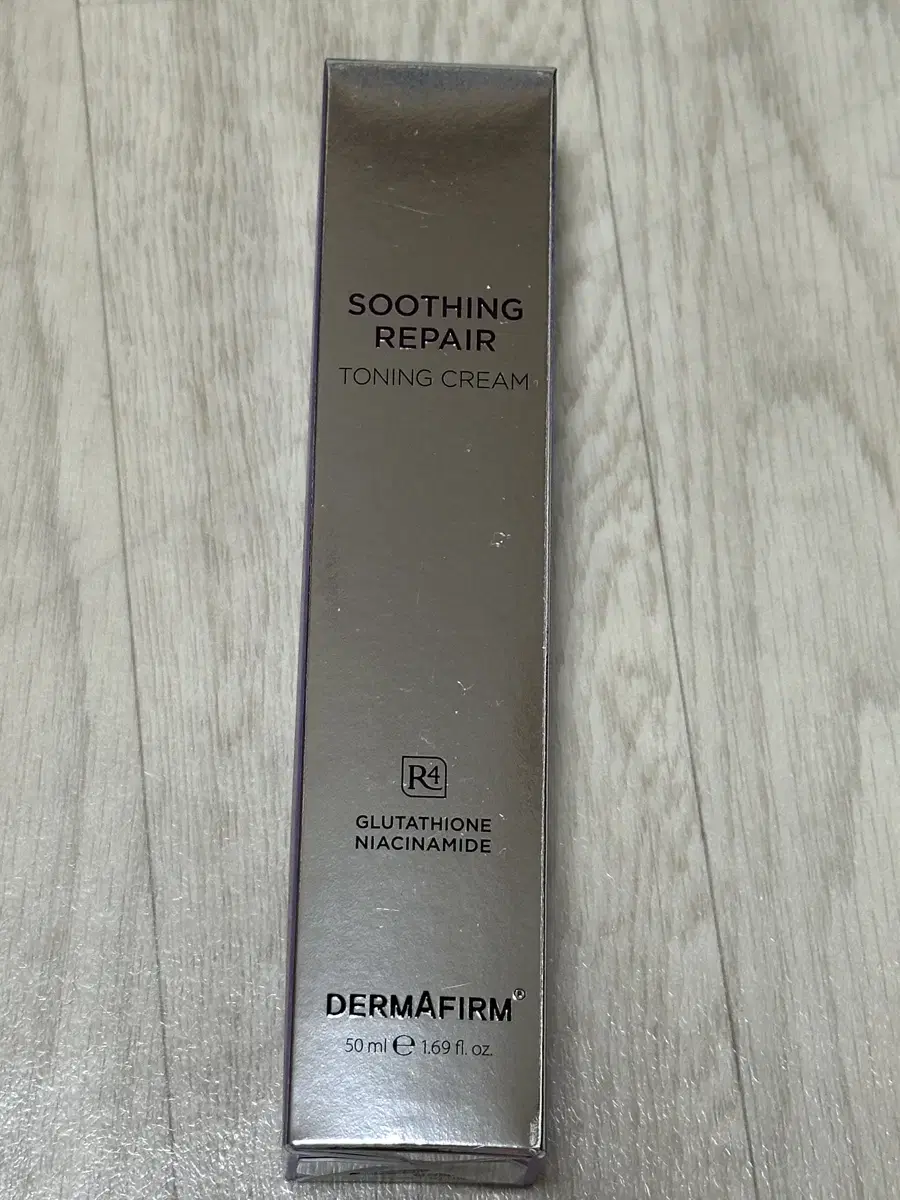 SOOTHING
REPAIR
TONING CREAM
R4
GLUTATHIONE
NIACINAMIDE
DERMAFIRM®
50 ml ℮ 1.69 fl. oz.